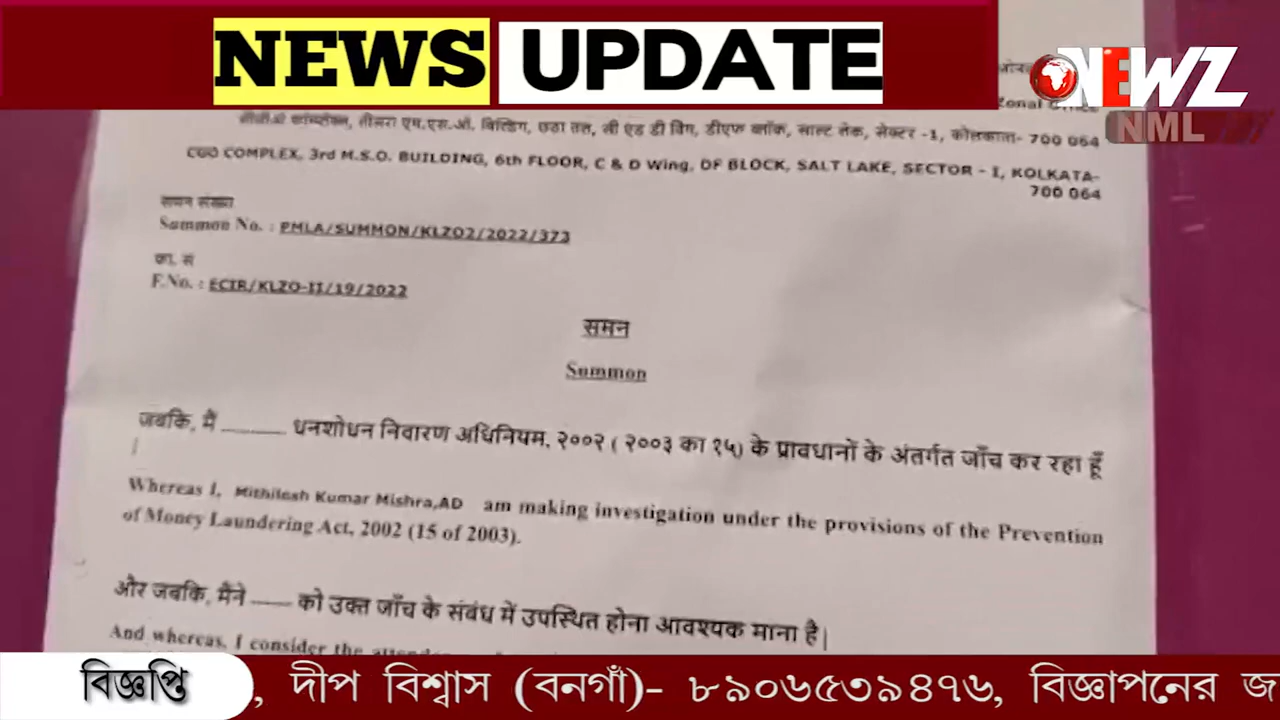 NEWS UPDATE
NEWZ
NML
सीजीओ कॉम्प्लेक्स, तीसरा एम.एस.ओ. बिल्डिंग, छठा तल, सी एड डी विंग, डीएफ ब्लॉक, साल्ट लेक, सेक्टर -1, कोलकाता- 700 064
CGO COMPLEX, 3rd M.S.O. BUILDING, 6th FLOOR, C & D Wing, DF BLOCK, SALT LAKE, SECTOR - I, KOLKATA-
700 064
समन संख्या
Summon No. : PMLA/SUMMON/KLZO2/2022/373
फा. सं
F.No. : ECIR/KLZO-II/19/2022
समन
Summon
जबकि, मैं ________ धनशोधन निवारण अधिनियम, २००२ ( २००३ का १५) के प्रावधानों के अंतर्गत जाँच कर रहा हूँ
|
Whereas I, Mithilesh Kumar Mishra,AD am making investigation under the provisions of the Prevention
of Money Laundering Act, 2002 (15 of 2003).
और जबकि, मैंने _____ को उक्त जाँच के संबंध में उपस्थित होना आवश्यक माना है|
And whereas, I consider the
বিজ্ঞপ্তি , দীপ বিশ্বাস (বনগাঁ)- ৮৯০৬৫৩৯৪৭৬, বিজ্ঞাপনের জ